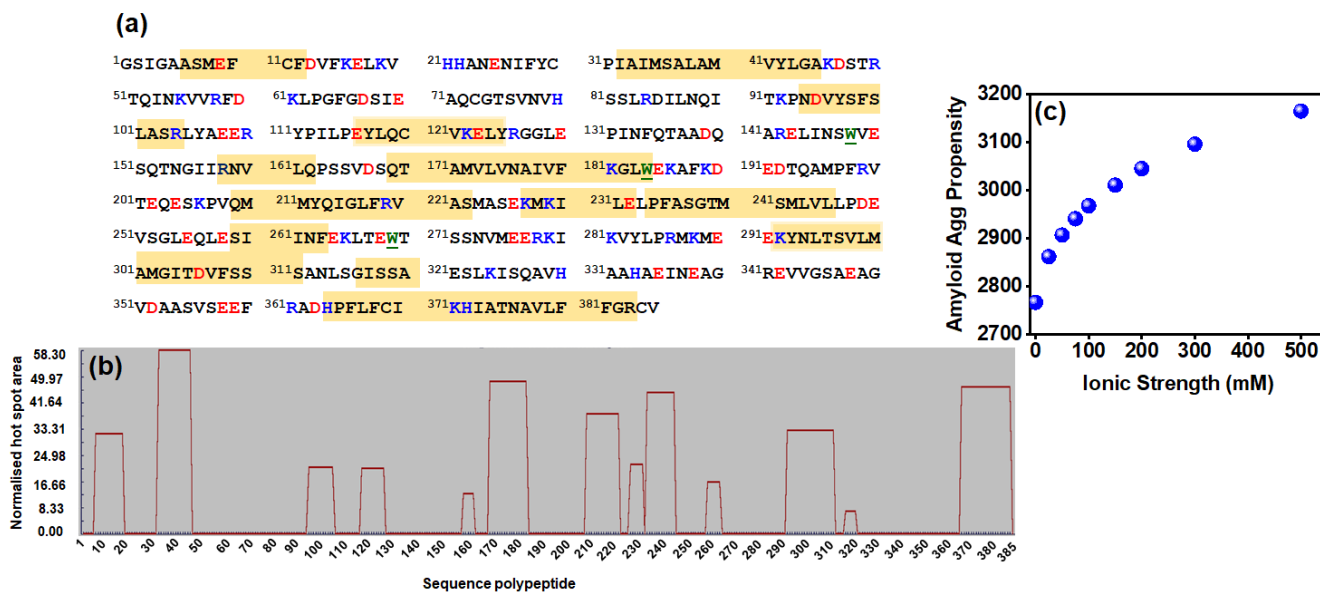 (a)
1GSIGAASMEF 11CFDVFKELKV 21HHANENIFYC 31PIAIMSALAM 41VYLGAKDSTR
51TQINKVVRFD 61KLPGFGDSIE 71AQCGTSVNVH 81SSLRDILNQI 91TKPNDVYSFS
101LASRLYAEER 111YPILPEYLQC 121VKELYRGGLE 131PINFQTAADQ 141ARELINSWVE
151SQTNGIIRNV 161LQPSSVDSQT 171AMVLVNAIVF 181KGLWEKAFKD 191EDTQAMPFRV
201TEQESKPVQM 211MYQIGLFRV 221ASMASEKMKI 231LELPFASGTM 241SMLVLLPDE
251VSGLEQLESI 261INFEKLTEWT 271SSNVMEERKI 281KVYLPRMKME 291EKYNLTSVLM
301AMGITDVFSS 311SANLSGISSA 321ESLKISQAVH 331AAHAEINEAG 341REVVGSAEAG
351VDAASVSEEF 361RADHPFLFCI 371KHIATNAVLF 381FGRCV
(b)
Normalised hot spot area
58.30
49.97
41.64
33.31
24.98
16.66
8.33
0.00
1 10 20 30 40 50 60 70 80 90 100 110 120 130 140 150 160 170 180 190 200 210 220 230 240 250 260 270 280 290 300 310 320 330 340 350 360 370 380 385
Sequence polypeptide
(c)
Amyloid Agg Propensity
3200
3100
3000
2900
2800
2700
0 100 200 300 400 500
Ionic Strength (mM)